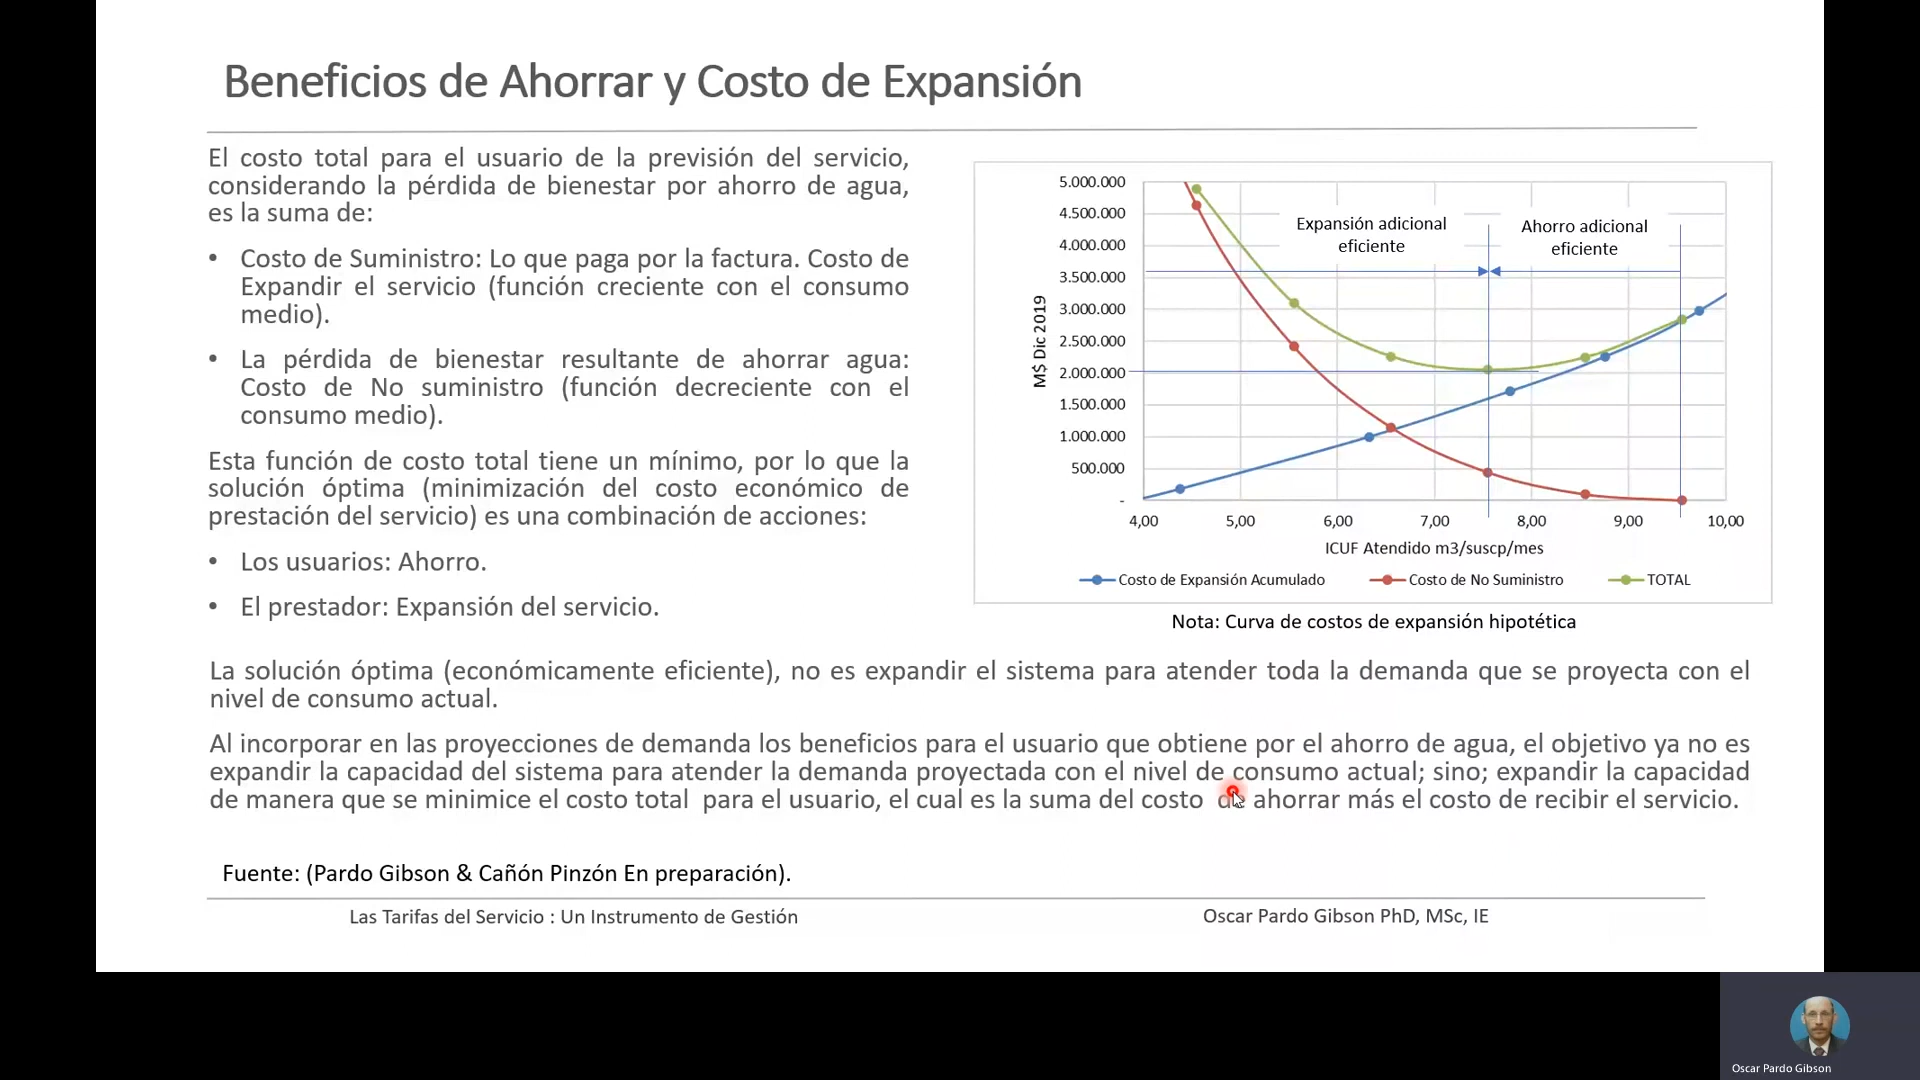 Beneficios de Ahorrar y Costo de Expansión
El costo total para el usuario de la previsión del servicio,
considerando la pérdida de bienestar por ahorro de agua,
es la suma de:
• Costo de Suministro: Lo que paga por la factura. Costo de
Expandir el servicio (función creciente con el consumo
medio).
• La pérdida de bienestar resultante de ahorrar agua:
Costo de No suministro (función decreciente con el
consumo medio).
Esta función de costo total tiene un mínimo, por lo que la
solución óptima (minimización del costo económico de
prestación del servicio) es una combinación de acciones:
• Los usuarios: Ahorro.
• El prestador: Expansión del servicio.
M$ Dic 2019
5.000.000
4.500.000
4.000.000
3.500.000
3.000.000
2.500.000
2.000.000
1.500.000
1.000.000
500.000
-
Expansión adicional
eficiente
Ahorro adicional
eficiente
4,00 5,00 6,00 7,00 8,00 9,00 10,00
ICUF Atendido m3/suscp/mes
Costo de Expansión Acumulado Costo de No Suministro TOTAL
Nota: Curva de costos de expansión hipotética
La solución óptima (económicamente eficiente), no es expandir el sistema para atender toda la demanda que se proyecta con el
nivel de consumo actual.
Al incorporar en las proyecciones de demanda los beneficios para el usuario que obtiene por el ahorro de agua, el objetivo ya no es
expandir la capacidad del sistema para atender la demanda proyectada con el nivel de consumo actual; sino; expandir la capacidad
de manera que se minimice el costo total para el usuario, el cual es la suma del costo de ahorrar más el costo de recibir el servicio.
Fuente: (Pardo Gibson & Cañón Pinzón En preparación).
Las Tarifas del Servicio : Un Instrumento de Gestión
Oscar Pardo Gibson PhD, MSc, IE
Oscar Pardo Gibson